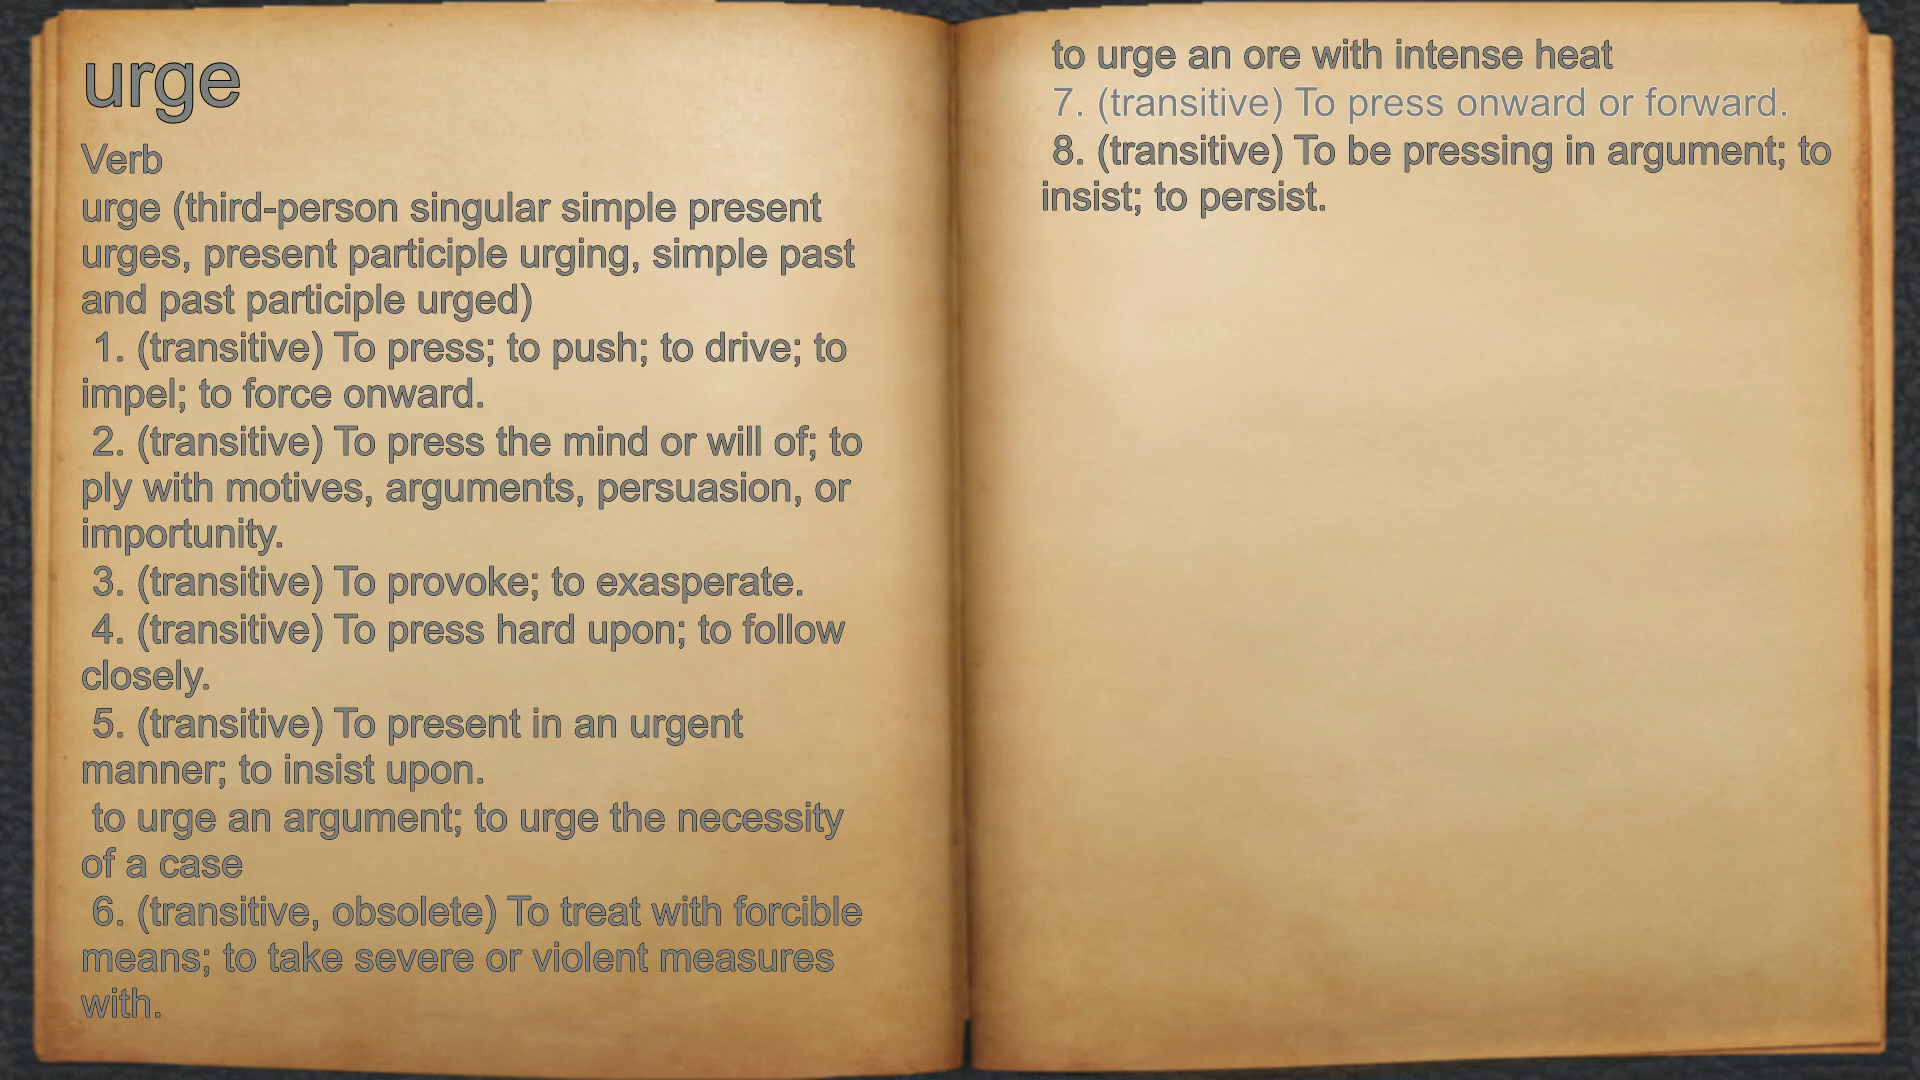 urge
Verb
urge (third-person singular simple present
urges, present participle urging, simple past
and past participle urged)
1. (transitive) To press; to push; to drive; to
impel; to force onward.
2. (transitive) To press the mind or will of; to
ply with motives, arguments, persuasion, or
importunity.
3. (transitive) To provoke; to exasperate.
4. (transitive) To press hard upon; to follow
closely.
5. (transitive) To present in an urgent
manner; to insist upon.
to urge an argument; to urge the necessity
of a case
6. (transitive, obsolete) To treat with forcible
means; to take severe or violent measures
with.
to urge an ore with intense heat
7. (transitive) To press onward or forward.
8. (transitive) To be pressing in argument; to
insist; to persist.